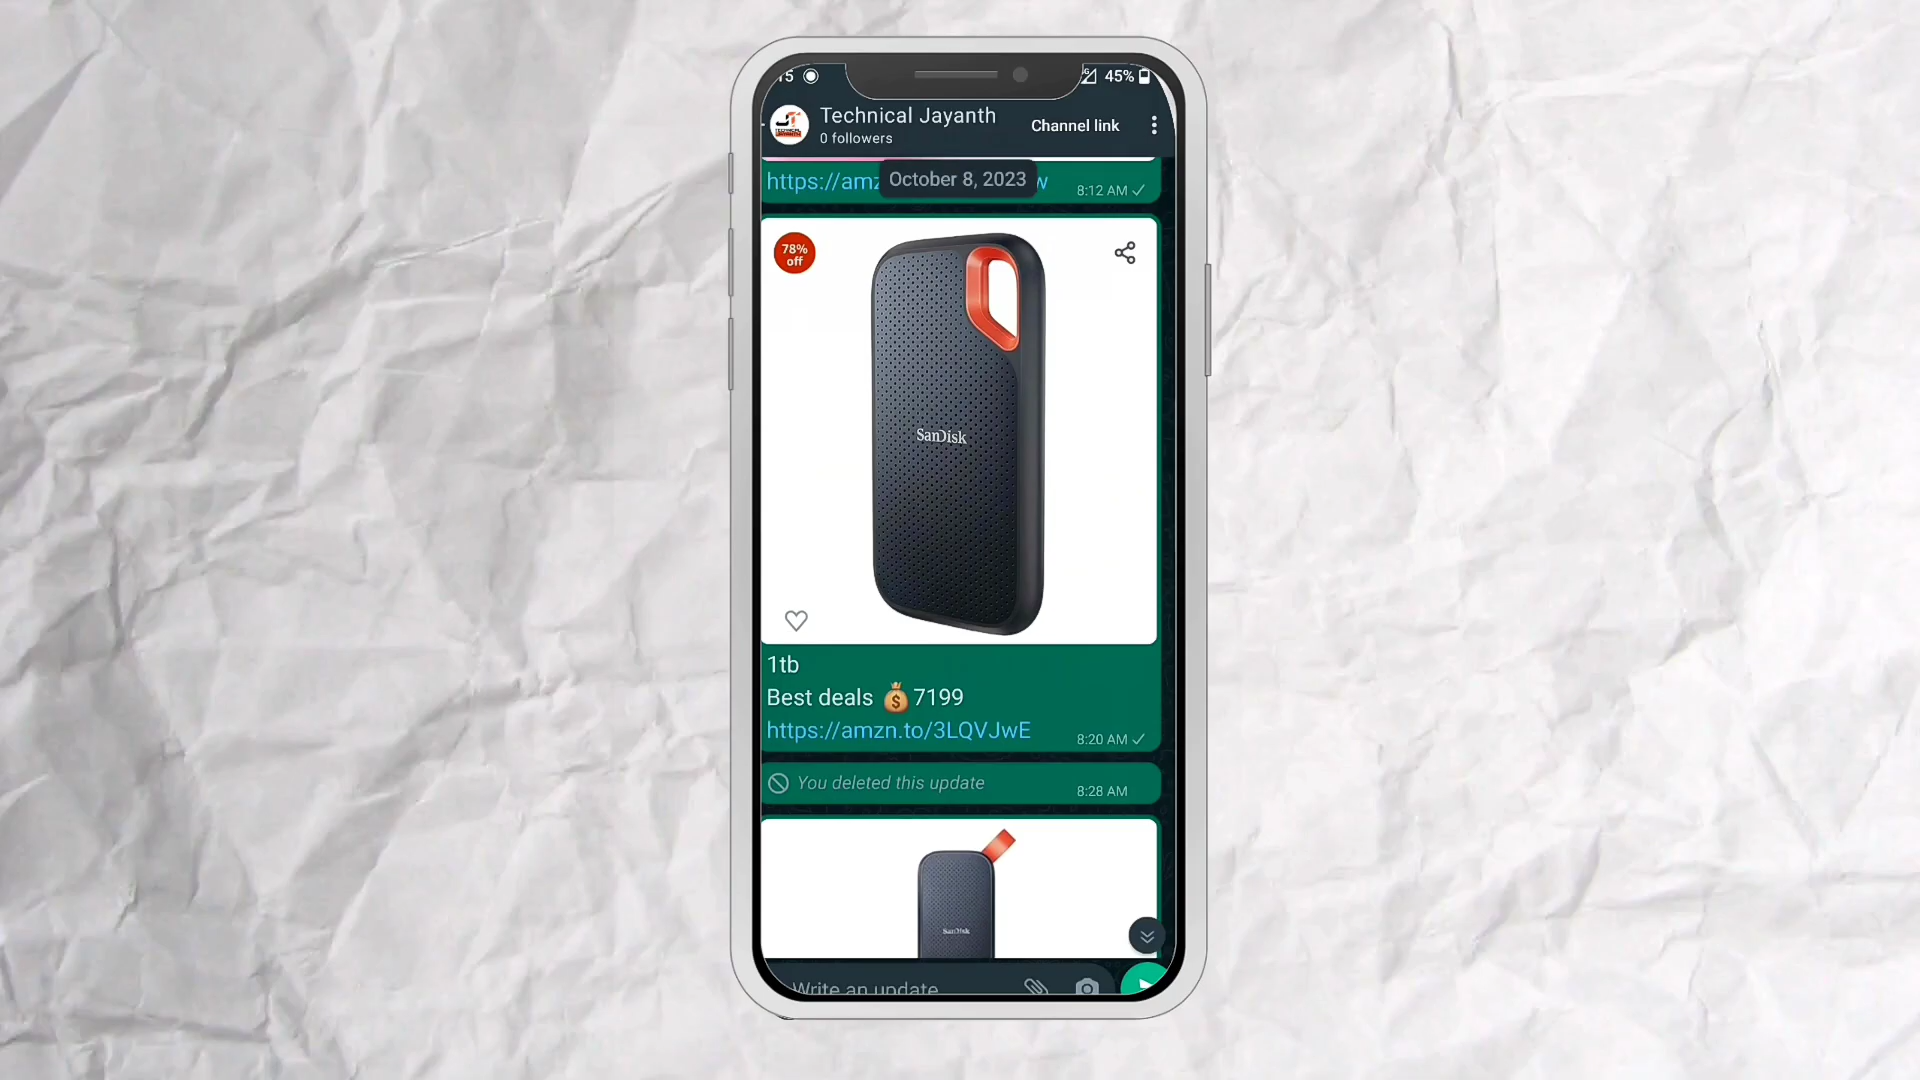 15
45%
Technical Jayanth
0 followers
Channel link
https://amz
October 8, 2023
w
8:12 AM
78%
off
SanDisk
1tb
Best deals 💰 7199
https://amzn.to/3LQVJwE
8:20 AM
You deleted this update
8:28 AM
SanDisk
Write an update